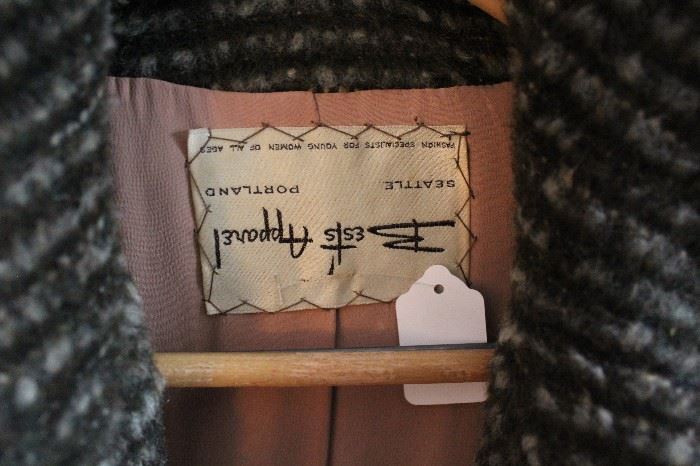 Best's Apparel
SEATTLE PORTLAND
FASHION SPECIALISTS FOR YOUNG WOMEN OF ALL AGES